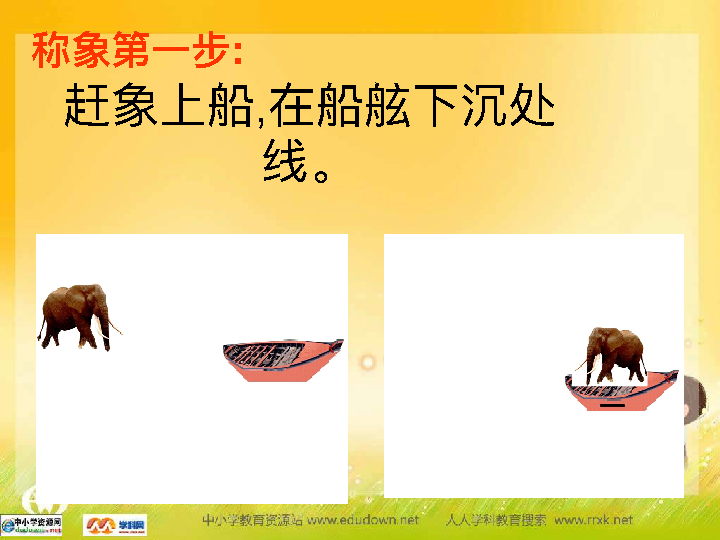 称象第一步:
赶象上船,在船舷下沉处
线。
中小学资源网
学科网
中小学教育资源站 www.edudown.net 人人学科教育搜索 www.rrxk.net